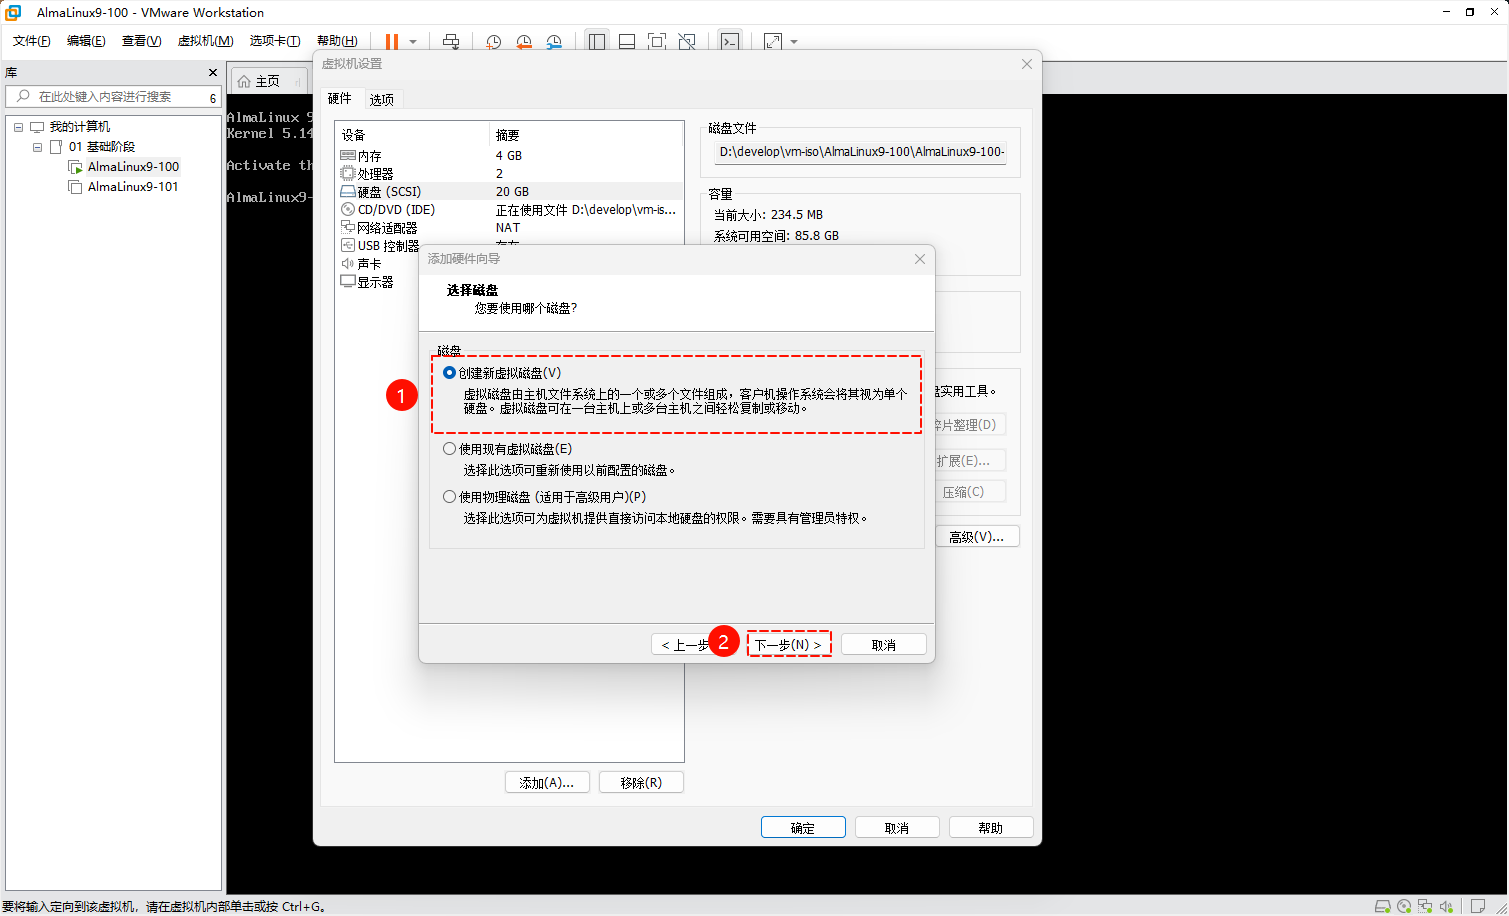 AlmaLinux9-100 - VMware Workstation
文件(F) 编辑(E) 查看(V) 虚拟机(M) 选项卡(T) 帮助(H)
库
在此处键入内容进行搜索
我的计算机
01 基础阶段
AlmaLinux9-100
AlmaLinux9-101
主页
AlmaLinux 9
Kernel 5.14
Activate th
AlmaLinux9-
虚拟机设置
硬件 选项
设备 摘要
内存 4 GB
处理器 2
硬盘 (SCSI) 20 GB
CD/DVD (IDE) 正在使用文件 D:\develop\vm-is...
网络适配器 NAT
USB 控制器 存在
声卡
显示器
添加(A)... 移除(R)
磁盘文件
D:\develop\vm-iso\AlmaLinux9-100\AlmaLinux9-100-
容量
当前大小: 234.5 MB
系统可用空间: 85.8 GB
盘实用工具。
碎片整理(D)
扩展(E)...
压缩(C)
高级(V)...
确定 取消 帮助
添加硬件向导
选择磁盘
您要使用哪个磁盘?
磁盘
1
创建新虚拟磁盘(V)
虚拟磁盘由主机文件系统上的一个或多个文件组成，客户机操作系统会将其视为单个
硬盘。虚拟磁盘可在一台主机上或多台主机之间轻松复制或移动。
使用现有虚拟磁盘(E)
选择此选项可重新使用以前配置的磁盘。
使用物理磁盘 (适用于高级用户)(P)
选择此选项可为虚拟机提供直接访问本地硬盘的权限。需要具有管理员特权。
< 上一步 2 下一步(N) > 取消
要将输入定向到该虚拟机，请在虚拟机内部单击或按 Ctrl+G。